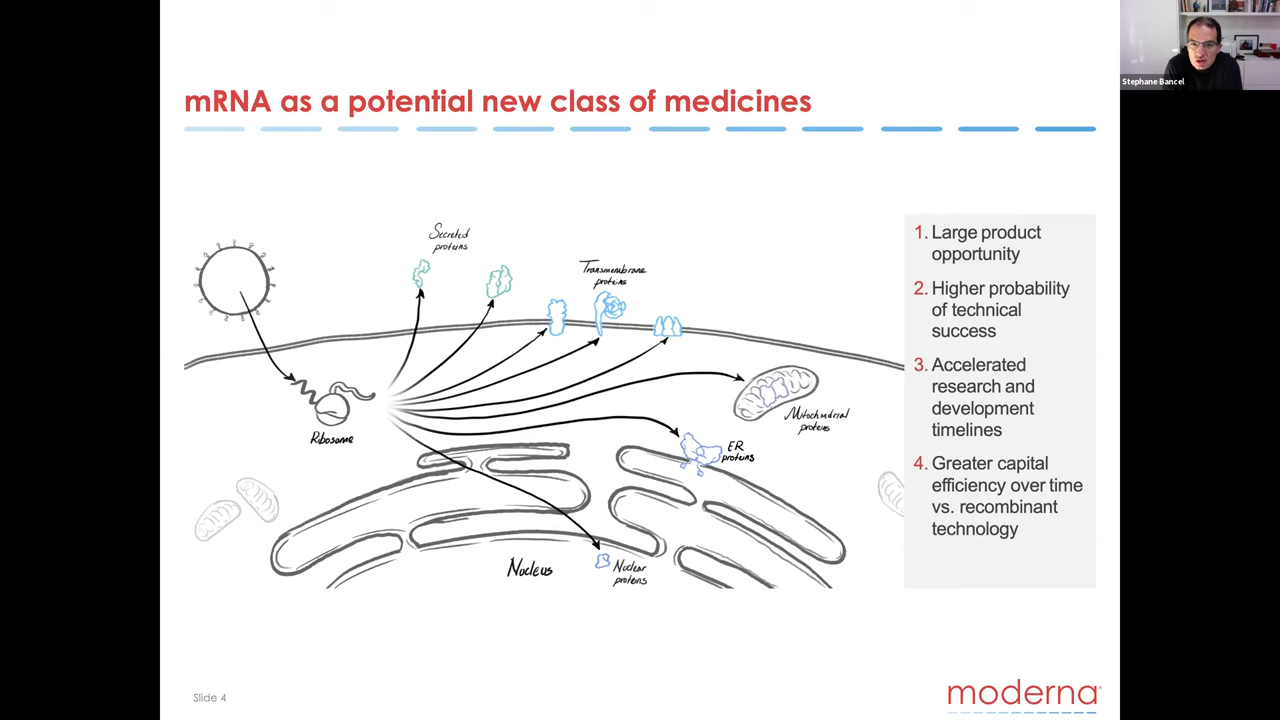 Stephane Bancel
mRNA as a potential new class of medicines
Secreted
proteins
Transmembrane
proteins
Ribosome
Mitochondrial
proteins
ER
proteins
Nucleus
Nuclear
proteins
1. Large product
opportunity
2. Higher probability
of technical
success
3. Accelerated
research and
development
timelines
4. Greater capital
efficiency over time
vs. recombinant
technology
Slide 4
moderna